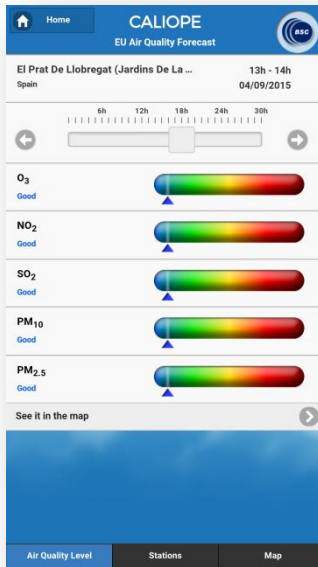 Home
CALIOPE
EU Air Quality Forecast
BSC
El Prat De Llobregat (Jardins De La ...
13h - 14h
Spain
04/09/2015
6h 12h 18h 24h 30h
O₃
Good
NO₂
Good
SO₂
Good
PM₁₀
Good
PM₂.₅
Good
See it in the map
Air Quality Level
Stations
Map